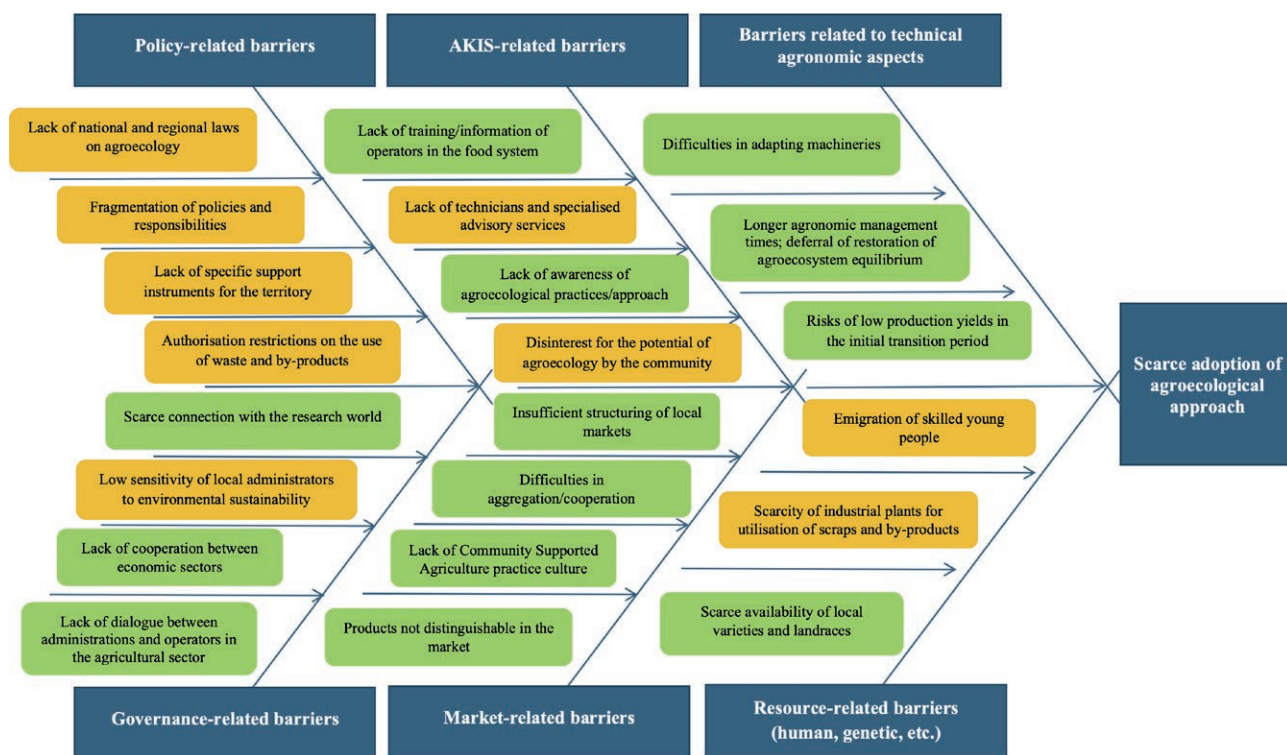 Policy-related barriers
AKIS-related barriers
Barriers related to technical
agronomic aspects
Lack of national and regional laws
on agroecology
Fragmentation of policies and
responsibilities
Lack of specific support
instruments for the territory
Authorisation restrictions on the use
of waste and by-products
Lack of training/information of
operators in the food system
Lack of technicians and specialised
advisory services
Lack of awareness of
agroecological practices/approach
Disinterest for the potential of
agroecology by the community
Difficulties in adapting machineries
Longer agronomic management
times; deferral of restoration of
agroecosystem equilibrium
Risks of low production yields in
the initial transition period
Scarce adoption of
agroecological
approach
Scarce connection with the research
world
Low sensitivity of local administrators
to environmental sustainability
Lack of cooperation between
economic sectors
Lack of dialogue between
administrations and operators in
the agricultural sector
Insufficient structuring of local
markets
Difficulties in
aggregation/cooperation
Lack of Community Supported
Agriculture practice culture
Products not distinguishable in the
market
Emigration of skilled young
people
Scarcity of industrial plants for
utilisation of scraps and by-products
Scarce availability of local
varieties and landraces
Governance-related barriers
Market-related barriers
Resource-related barriers
(human, genetic, etc.)